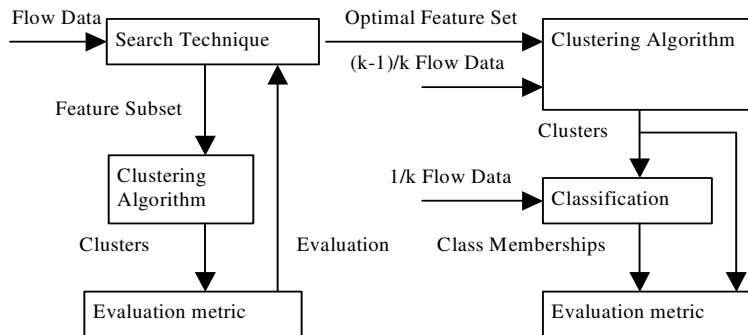 Flow Data
Search Technique
Feature Subset
Clustering
Algorithm
Clusters
Evaluation
Evaluation metric
Optimal Feature Set
(k-1)/k Flow Data
Clustering Algorithm
Clusters
1/k Flow Data
Classification
Class Memberships
Evaluation metric